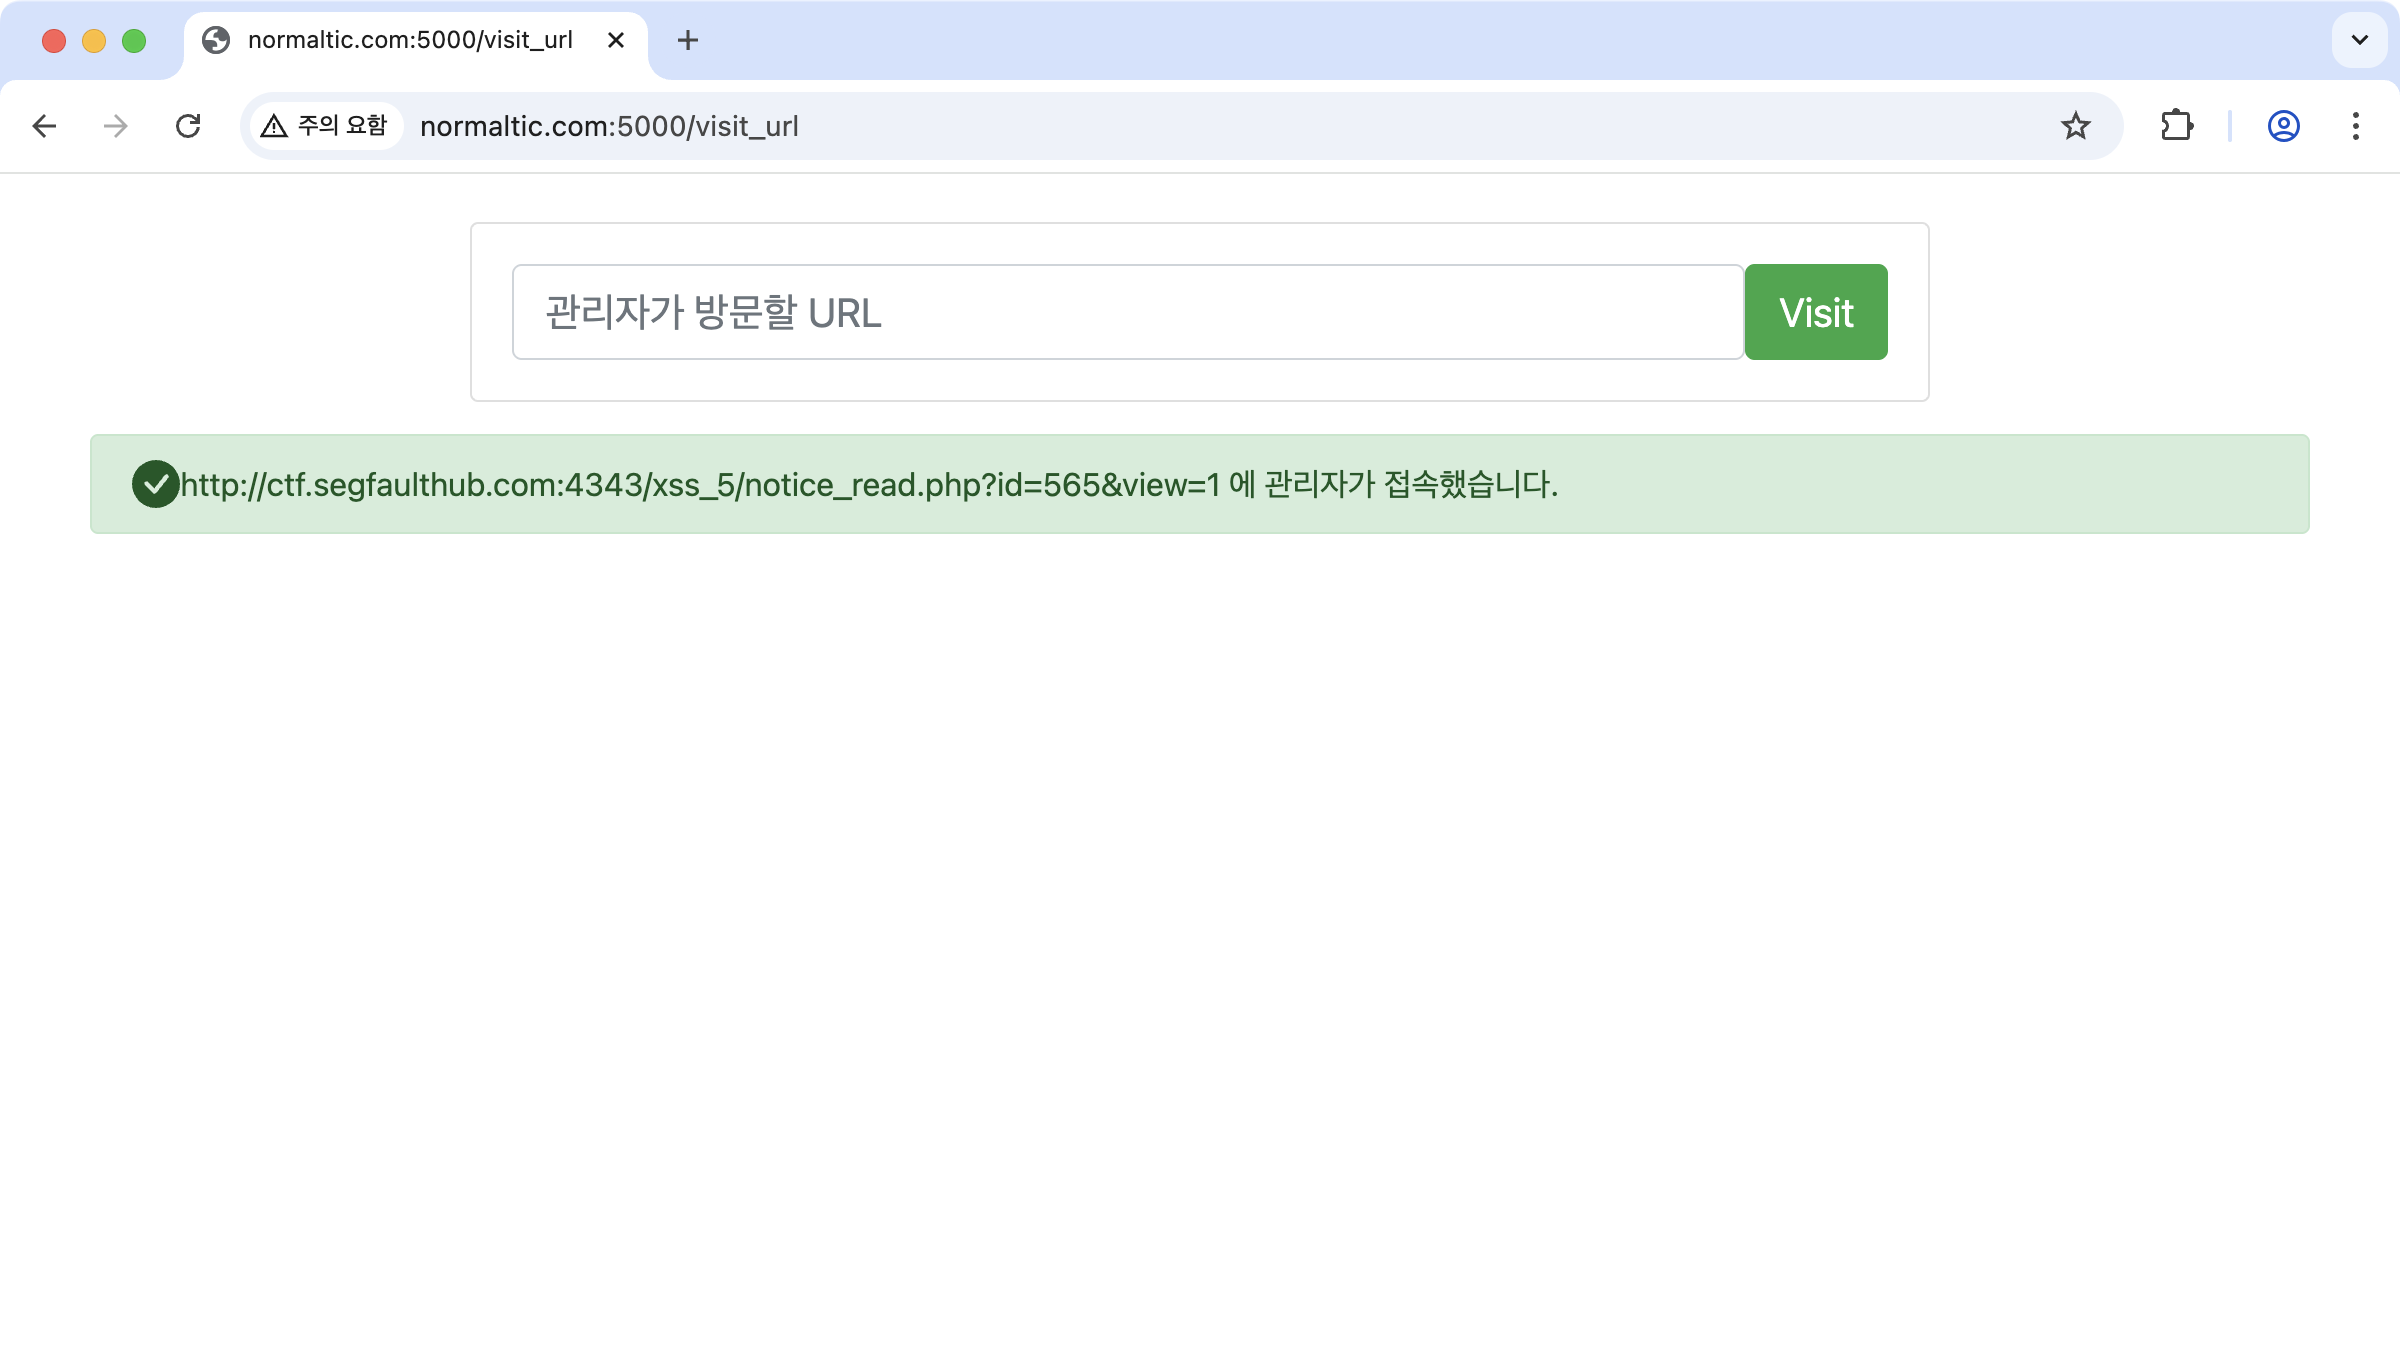 normaltic.com:5000/visit_url
주의 요함 normaltic.com:5000/visit_url
관리자가 방문할 URL Visit
http://ctf.segfaulthub.com:4343/xss_5/notice_read.php?id=565&view=1 에 관리자가 접속했습니다.